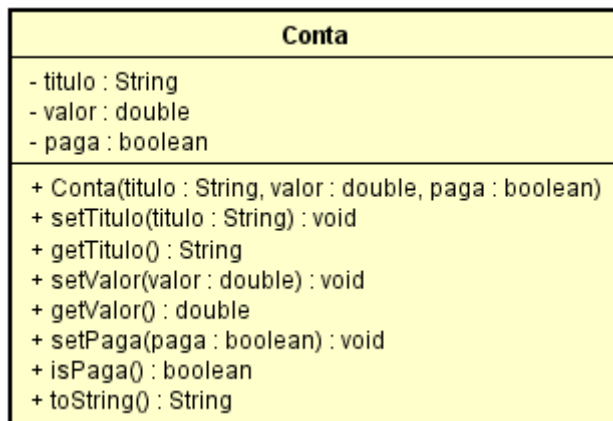 Conta
- titulo : String
- valor : double
- paga : boolean
+ Conta(titulo : String, valor : double, paga : boolean)
+ setTitulo(titulo : String) : void
+ getTitulo() : String
+ setValor(valor : double) : void
+ getValor() : double
+ setPaga(paga : boolean) : void
+ isPaga() : boolean
+ toString() : String